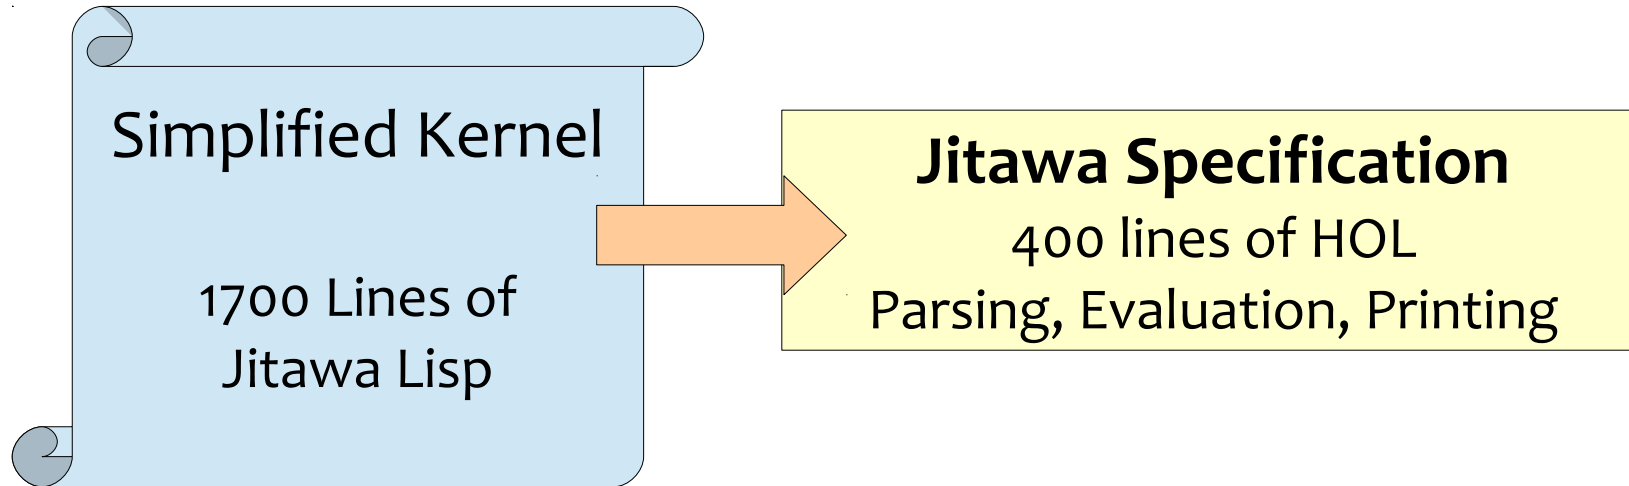 Simplified Kernel
1700 Lines of
Jitawa Lisp
Jitawa Specification
400 lines of HOL
Parsing, Evaluation, Printing